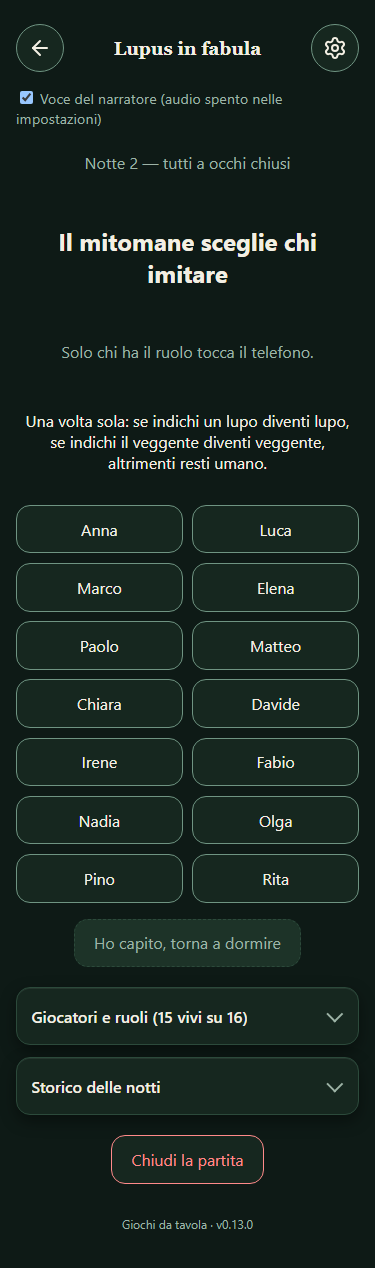 Lupus in fabula
Voce del narratore (audio spento nelle
impostazioni)
Notte 2 — tutti a occhi chiusi
Il mitomane sceglie chi
imitare
Solo chi ha il ruolo tocca il telefono.
Una volta sola: se indichi un lupo diventi lupo,
se indichi il veggente diventi veggente,
altrimenti resti umano.
Anna
Luca
Marco
Elena
Paolo
Matteo
Chiara
Davide
Irene
Fabio
Nadia
Olga
Pino
Rita
Ho capito, torna a dormire
Giocatori e ruoli (15 vivi su 16)
Storico delle notti
Chiudi la partita
Giochi da tavola · v0.13.0